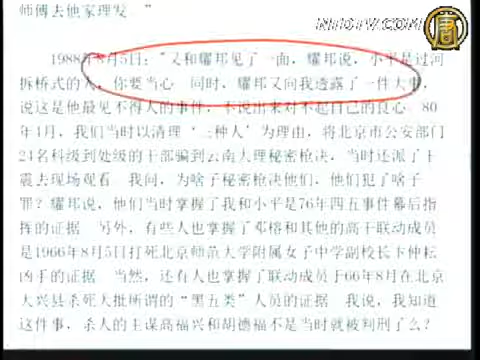 师傅去他家理发。”
NTDTV.COM
唐
1988年8月5日：“又和耀邦见了一面，耀邦说，小平是过河
拆桥式的人，你要当心　同时，耀邦又向我透露了一件大事，
说这是他最见不得人的事件，不说出来对不起自己的良心　80
年1月，我们当时以清理‘三种人’为理由，将北京市公安部门
24名科级到处级的干部骗到云南大理秘密枪决，当时还派了王
震去现场观看　我问，为啥子秘密枪决他们，他们犯了啥子
罪？耀邦说，他们当时掌握了我和小平是76年四五事件幕后指
挥的证据　另外，有些人也掌握了邓榕和其他的高干联动成员
是1966年8月5日打死北京师范大学附属女子中学副校长卞仲耘
凶手的证据　当然，还有人也掌握了联动成员于66年8月在北京
大兴县杀死大批所谓的“黑五类”人员的证据　我说，我知道
这件事，杀人的主谋高福兴和胡德福不是当时就被判刑了么？